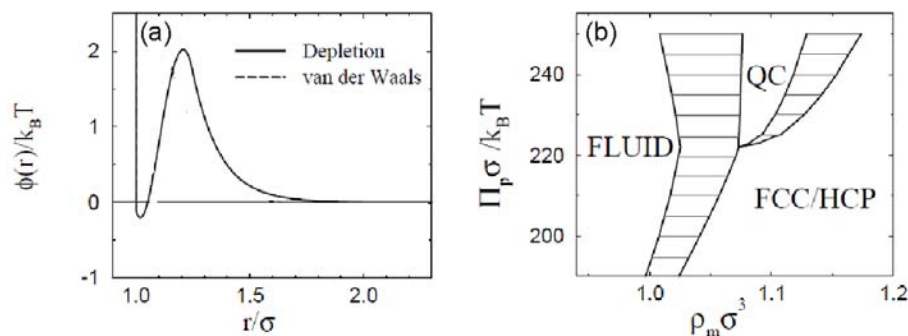 (a)
Depletion
van der Waals
ϕ(r)/k_BT
2
1
0
-1
1.0
1.5
2.0
r/σ
(b)
QC
FLUID
FCC/HCP
Π_pσ/k_BT
240
220
200
1.0
1.1
1.2
ρ_mσ³